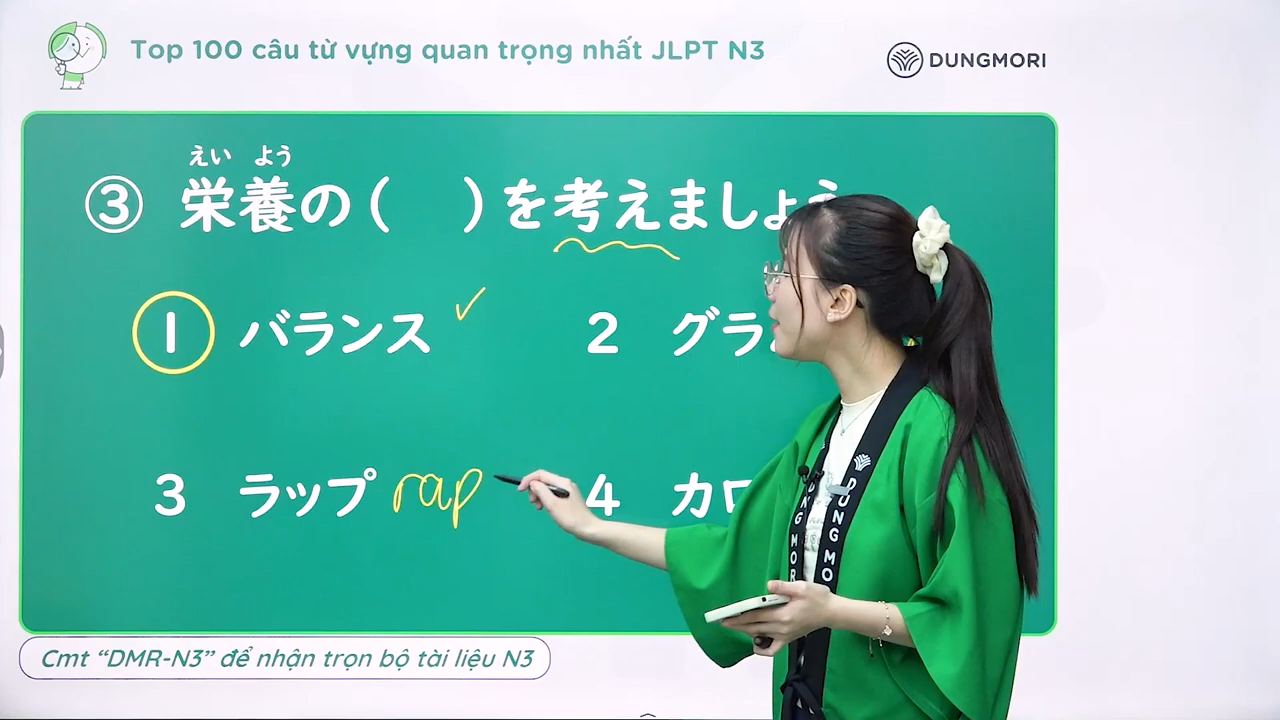 Top 100 câu từ vựng quan trọng nhất JLPT N3
DUNGMORI
えい よう
③ 栄養の( )を考えましょう
1 バランス ✓
2 グラ
3 ラップ rap
4 カロ
DUNGMORI
Cmt “DMR-N3” để nhận trọn bộ tài liệu N3